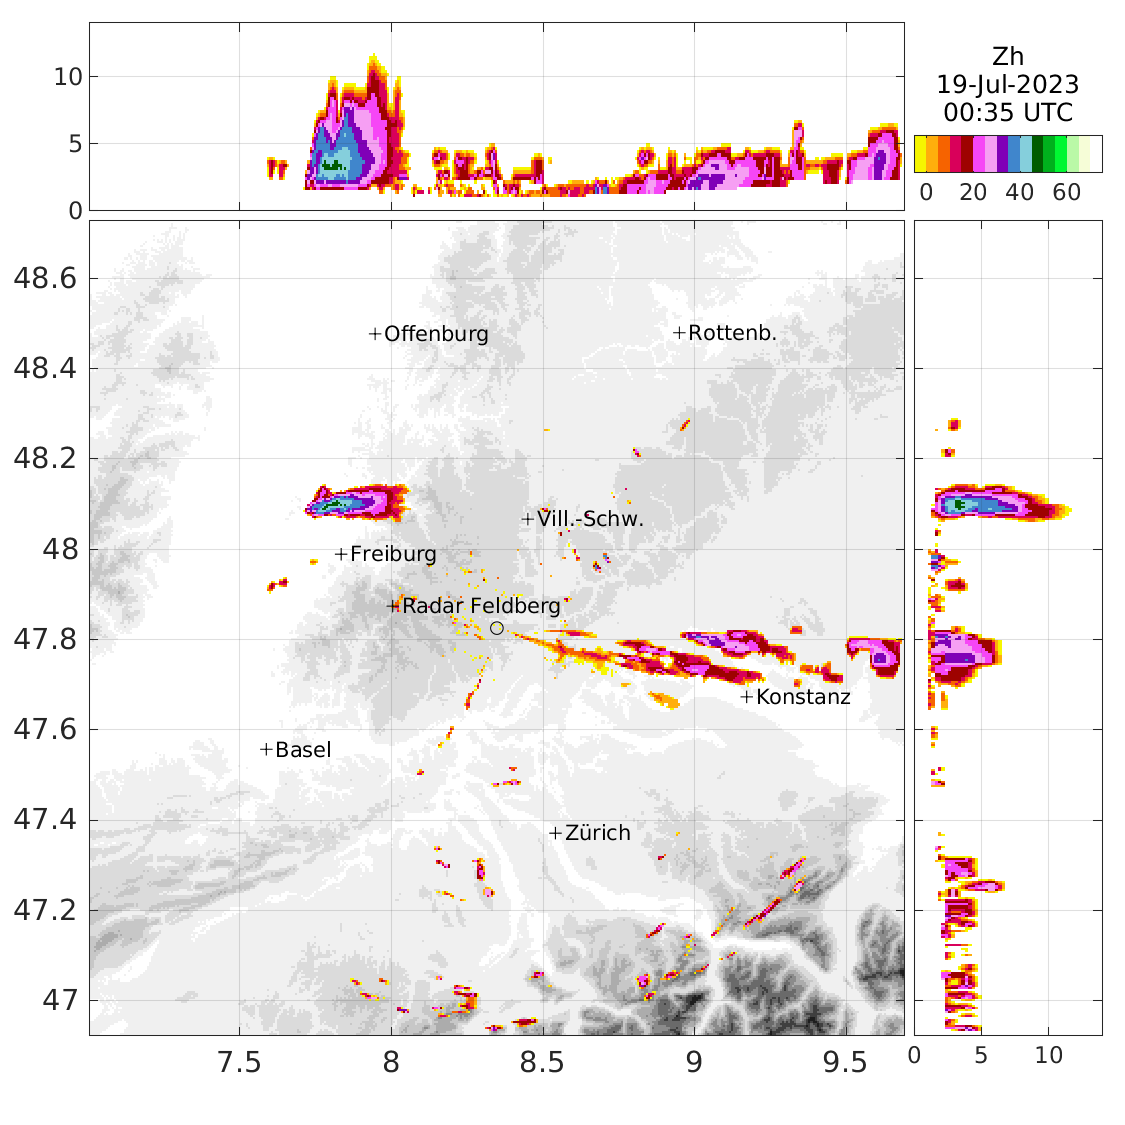 10
5
0
Zh
19-Jul-2023
00:35 UTC
0 20 40 60
48.6
48.4
48.2
48
47.8
47.6
47.4
47.2
47
+Offenburg
+Rottenb.
+Vill.-Schw.
+Freiburg
+Radar Feldberg
+Konstanz
+Basel
+Zürich
7.5 8 8.5 9 9.5
0 5 10